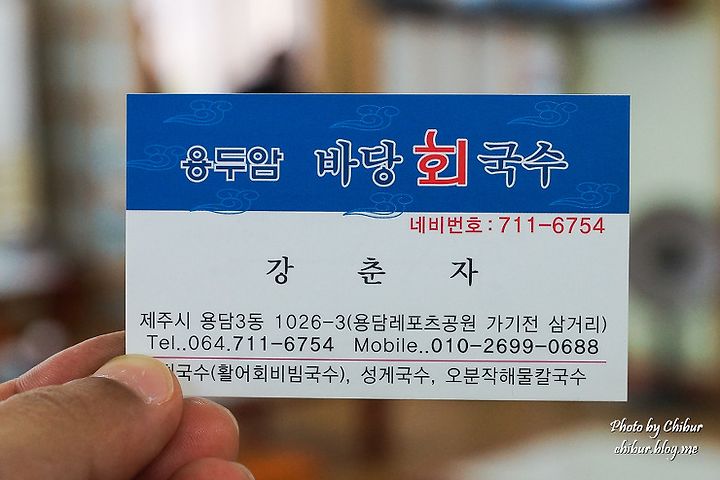 용두암 바당 회 국수
네비번호:711-6754
강 춘 자
제주시 용담3동 1026-3(용담레포츠공원 가기전 삼거리)
Tel..064.711-6754 Mobile..010-2699-0688
국수(활어회비빔국수), 성게국수, 오분작해물칼국수
Photo by Chibur
chibur.blog.me